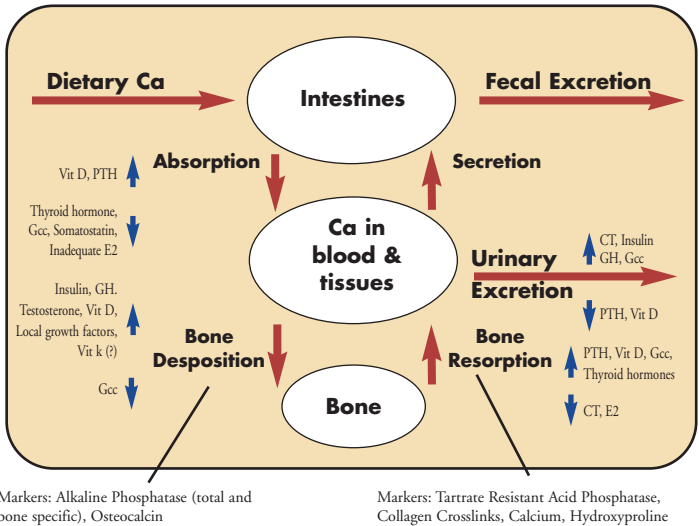 Dietary Ca
Intestines
Fecal Excretion
Absorption
Secretion
Vit D, PTH
Thyroid hormone,
Gcc, Somatostatin,
Inadequate E2
Ca in
blood &
tissues
Urinary
Excretion
CT, Insulin
GH, Gcc
PTH, Vit D
Insulin, GH.
Testosterone, Vit D,
Local growth factors,
Vit k (?)
Gcc
Bone
Desposition
Bone
Bone
Resorption
PTH, Vit D, Gcc,
Thyroid hormones
CT, E2
Markers: Alkaline Phosphatase (total and
bone specific), Osteocalcin
Markers: Tartrate Resistant Acid Phosphatase,
Collagen Crosslinks, Calcium, Hydroxyproline